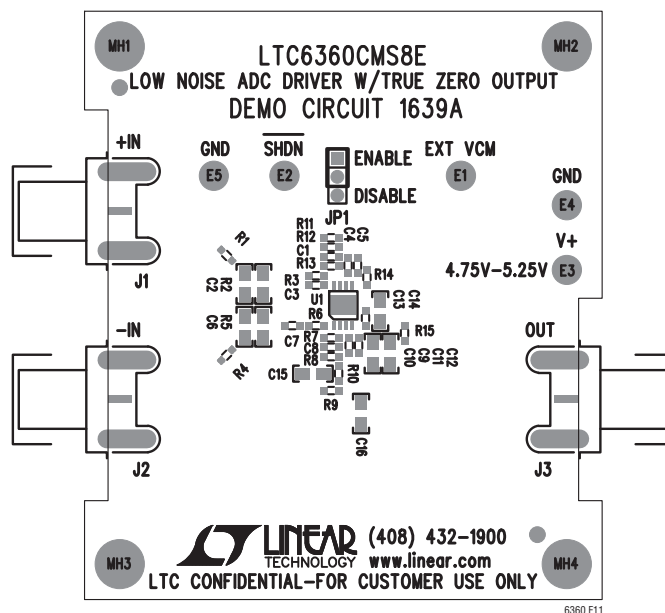 MH1
MH2
LTC6360CMS8E
LOW NOISE ADC DRIVER W/TRUE ZERO OUTPUT
DEMO CIRCUIT 1639A
+IN
GND
SHDN
ENABLE
EXT VCM
E5
E2
E1
GND
DISABLE
E4
JP1
V+
4.75V-5.25V
E3
J1
R1
R11
R12
C1
R13
C4
C5
R3
C3
R14
C2
R2
U1
C13
C14
C6
R5
R6
-IN
C7
R7
C8
R8
R15
OUT
R4
C15
R10
C10
C9
C11
C12
R9
C16
J2
J3
LINEAR
TECHNOLOGY
(408) 432-1900
www.linear.com
MH3
MH4
LTC CONFIDENTIAL-FOR CUSTOMER USE ONLY
6360 F11